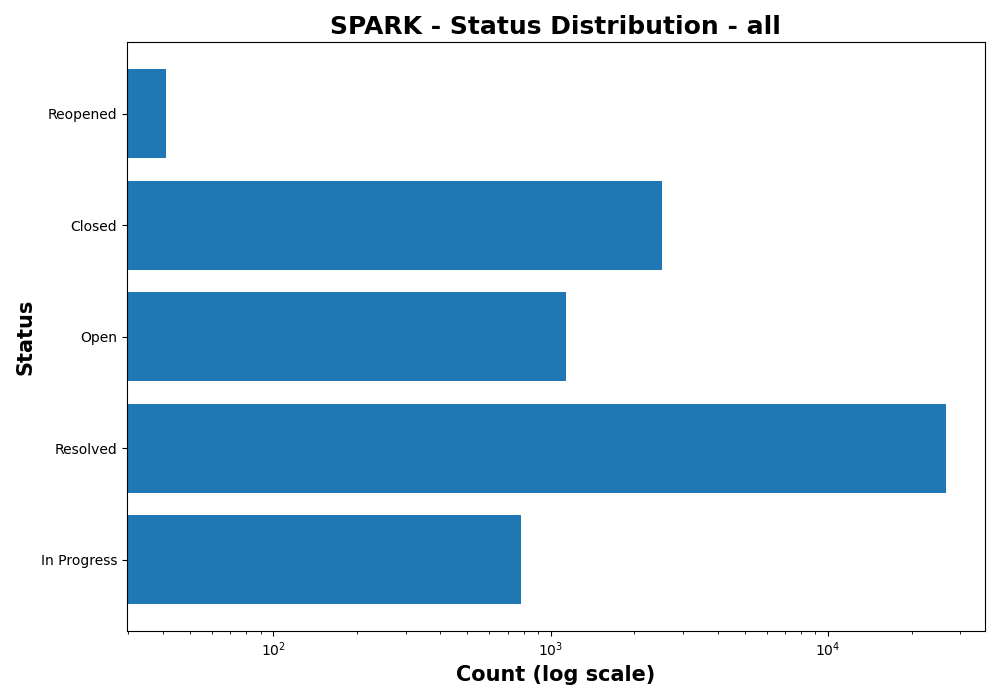 SPARK - Status Distribution - all
Reopened
Closed
Open
Resolved
In Progress
Status
10² 10³ 10⁴
Count (log scale)